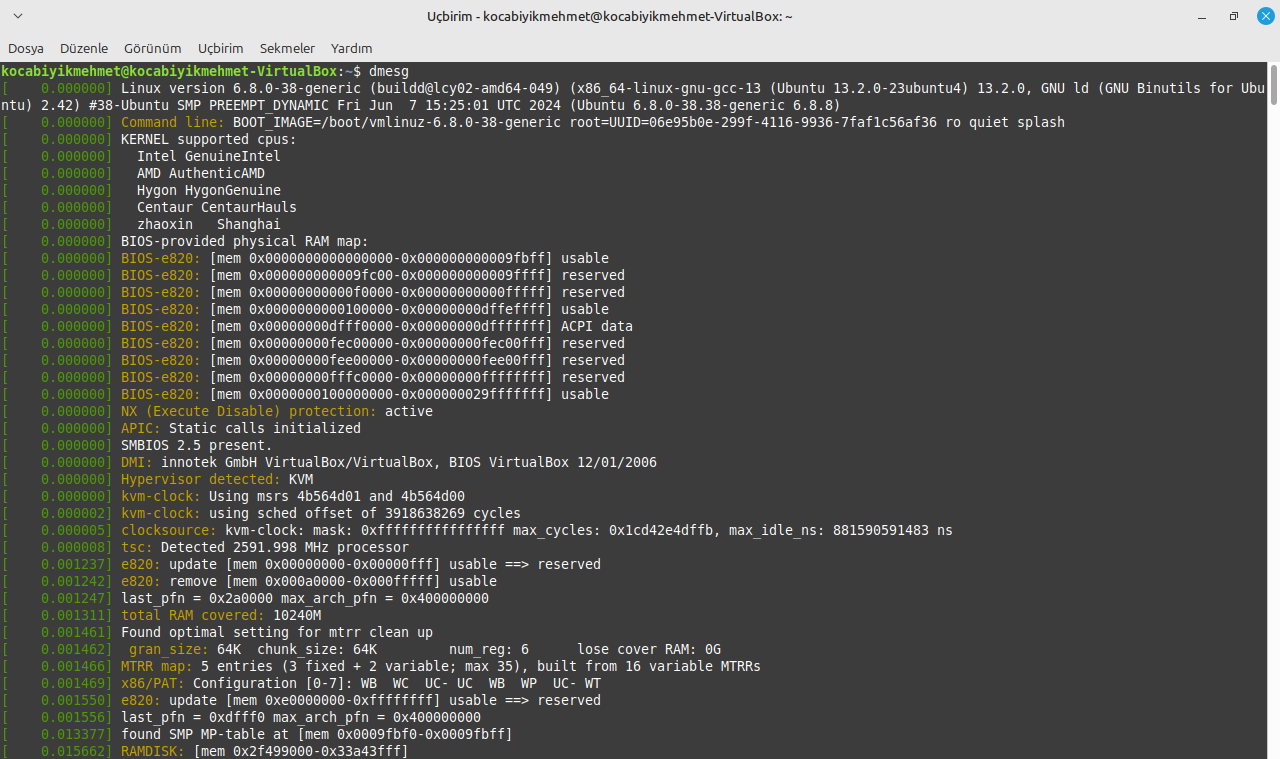 Uçbirim - kocabiyikmehmet@kocabiyikmehmet-VirtualBox: ~
Dosya Düzenle Görünüm Uçbirim Sekmeler Yardım
kocabiyikmehmet@kocabiyikmehmet-VirtualBox:~$ dmesg
[    0.000000] Linux version 6.8.0-38-generic (buildd@lcy02-amd64-049) (x86_64-linux-gnu-gcc-13 (Ubuntu 13.2.0-23ubuntu4) 13.2.0, GNU ld (GNU Binutils for Ubu
ntu) 2.42) #38-Ubuntu SMP PREEMPT_DYNAMIC Fri Jun  7 15:25:01 UTC 2024 (Ubuntu 6.8.0-38.38-generic 6.8.8)
[    0.000000] Command line: BOOT_IMAGE=/boot/vmlinuz-6.8.0-38-generic root=UUID=06e95b0e-299f-4116-9936-7faf1c56af36 ro quiet splash
[    0.000000] KERNEL supported cpus:
[    0.000000]   Intel GenuineIntel
[    0.000000]   AMD AuthenticAMD
[    0.000000]   Hygon HygonGenuine
[    0.000000]   Centaur CentaurHauls
[    0.000000]   zhaoxin   Shanghai
[    0.000000] BIOS-provided physical RAM map:
[    0.000000] BIOS-e820: [mem 0x0000000000000000-0x000000000009fbff] usable
[    0.000000] BIOS-e820: [mem 0x000000000009fc00-0x000000000009ffff] reserved
[    0.000000] BIOS-e820: [mem 0x00000000000f0000-0x00000000000fffff] reserved
[    0.000000] BIOS-e820: [mem 0x0000000000100000-0x00000000dffeffff] usable
[    0.000000] BIOS-e820: [mem 0x00000000dfff0000-0x00000000dfffffff] ACPI data
[    0.000000] BIOS-e820: [mem 0x00000000fec00000-0x00000000fec00fff] reserved
[    0.000000] BIOS-e820: [mem 0x00000000fee00000-0x00000000fee00fff] reserved
[    0.000000] BIOS-e820: [mem 0x00000000fffc0000-0x00000000ffffffff] reserved
[    0.000000] BIOS-e820: [mem 0x0000000100000000-0x000000029fffffff] usable
[    0.000000] NX (Execute Disable) protection: active
[    0.000000] APIC: Static calls initialized
[    0.000000] SMBIOS 2.5 present.
[    0.000000] DMI: innotek GmbH VirtualBox/VirtualBox, BIOS VirtualBox 12/01/2006
[    0.000000] Hypervisor detected: KVM
[    0.000000] kvm-clock: Using msrs 4b564d01 and 4b564d00
[    0.000002] kvm-clock: using sched offset of 3918638269 cycles
[    0.000005] clocksource: kvm-clock: mask: 0xffffffffffffffff max_cycles: 0x1cd42e4dffb, max_idle_ns: 881590591483 ns
[    0.000008] tsc: Detected 2591.998 MHz processor
[    0.001237] e820: update [mem 0x00000000-0x00000fff] usable ==> reserved
[    0.001242] e820: remove [mem 0x000a0000-0x000fffff] usable
[    0.001247] last_pfn = 0x2a0000 max_arch_pfn = 0x400000000
[    0.001311] total RAM covered: 10240M
[    0.001461] Found optimal setting for mtrr clean up
[    0.001462]  gran_size: 64K  chunk_size: 64K         num_reg: 6      lose cover RAM: 0G
[    0.001466] MTRR map: 5 entries (3 fixed + 2 variable; max 35), built from 16 variable MTRRs
[    0.001469] x86/PAT: Configuration [0-7]: WB  WC  UC- UC  WB  WP  UC- WT
[    0.001550] e820: update [mem 0xe0000000-0xffffffff] usable ==> reserved
[    0.001556] last_pfn = 0xdfff0 max_arch_pfn = 0x400000000
[    0.013377] found SMP MP-table at [mem 0x0009fbf0-0x0009fbff]
[    0.015662] RAMDISK: [mem 0x2f499000-0x33a43fff]